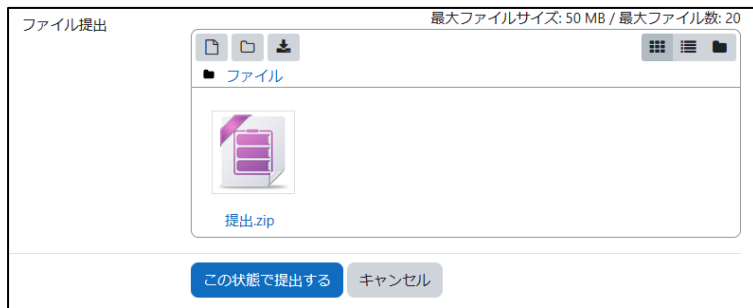 ファイル提出
最大ファイルサイズ: 50 MB / 最大ファイル数: 20
ファイル
提出.zip
この状態で提出する
キャンセル